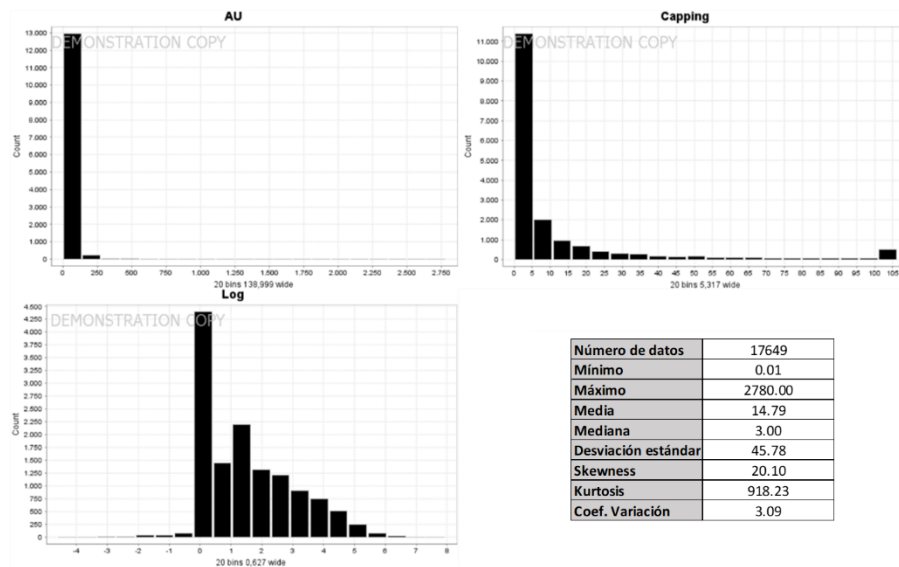 AU
DEMONSTRATION COPY
13.000
12.000
11.000
10.000
9.000
8.000
7.000
6.000
5.000
4.000
3.000
2.000
1.000
0
Count
0 250 500 750 1.000 1.250 1.500 1.750 2.000 2.250 2.500 2.750
20 bins 138,999 wide
Capping
DEMONSTRATION COPY
11.000
10.000
9.000
8.000
7.000
6.000
5.000
4.000
3.000
2.000
1.000
0
Count
0 5 10 15 20 25 30 35 40 45 50 55 60 65 70 75 80 85 90 95 100 105
20 bins 5,317 wide
Log
DEMONSTRATION COPY
4.500
4.250
4.000
3.750
3.500
3.250
3.000
2.750
2.500
2.250
2.000
1.750
1.500
1.250
1.000
750
500
250
0
Count
-4 -3 -2 -1 0 1 2 3 4 5 6 7 8
20 bins 0,627 wide
Número de datos 17649
Mínimo 0.01
Máximo 2780.00
Media 14.79
Mediana 3.00
Desviación estándar 45.78
Skewness 20.10
Kurtosis 918.23
Coef. Variación 3.09